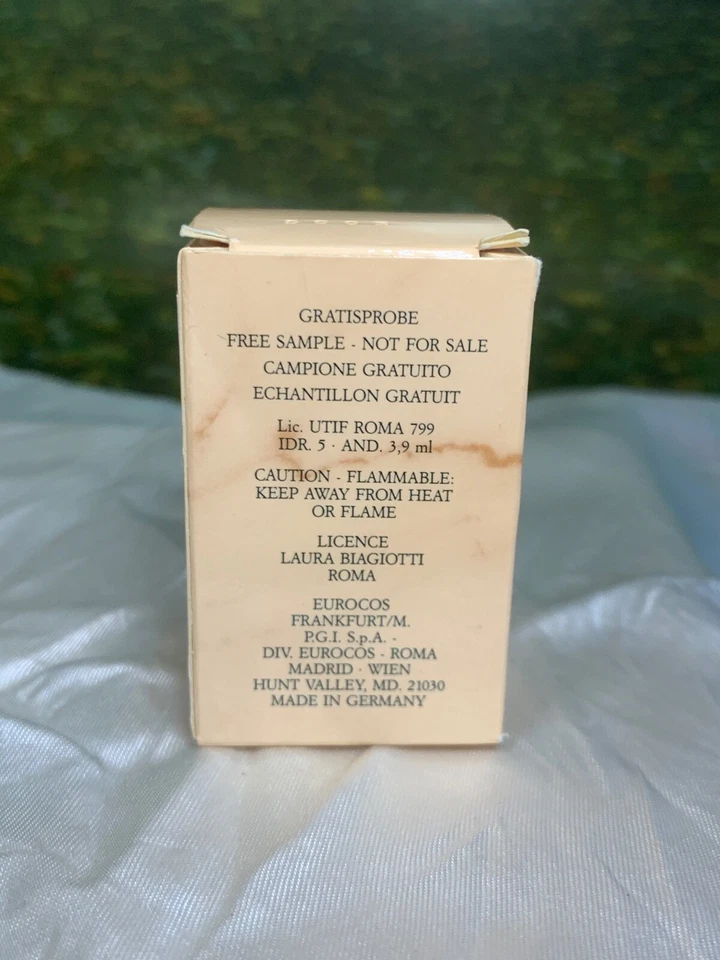 GRATISPROBE
FREE SAMPLE - NOT FOR SALE
CAMPIONE GRATUITO
ECHANTILLON GRATUIT
Lic. UTIF ROMA 799
IDR. 5 · AND. 3,9 ml
CAUTION - FLAMMABLE:
KEEP AWAY FROM HEAT
OR FLAME
LICENCE
LAURA BIAGIOTTI
ROMA
EUROCOS
FRANKFURT/M.
P.G.I. S.p.A. -
DIV. EUROCOS - ROMA
MADRID · WIEN
HUNT VALLEY, MD. 21030
MADE IN GERMANY